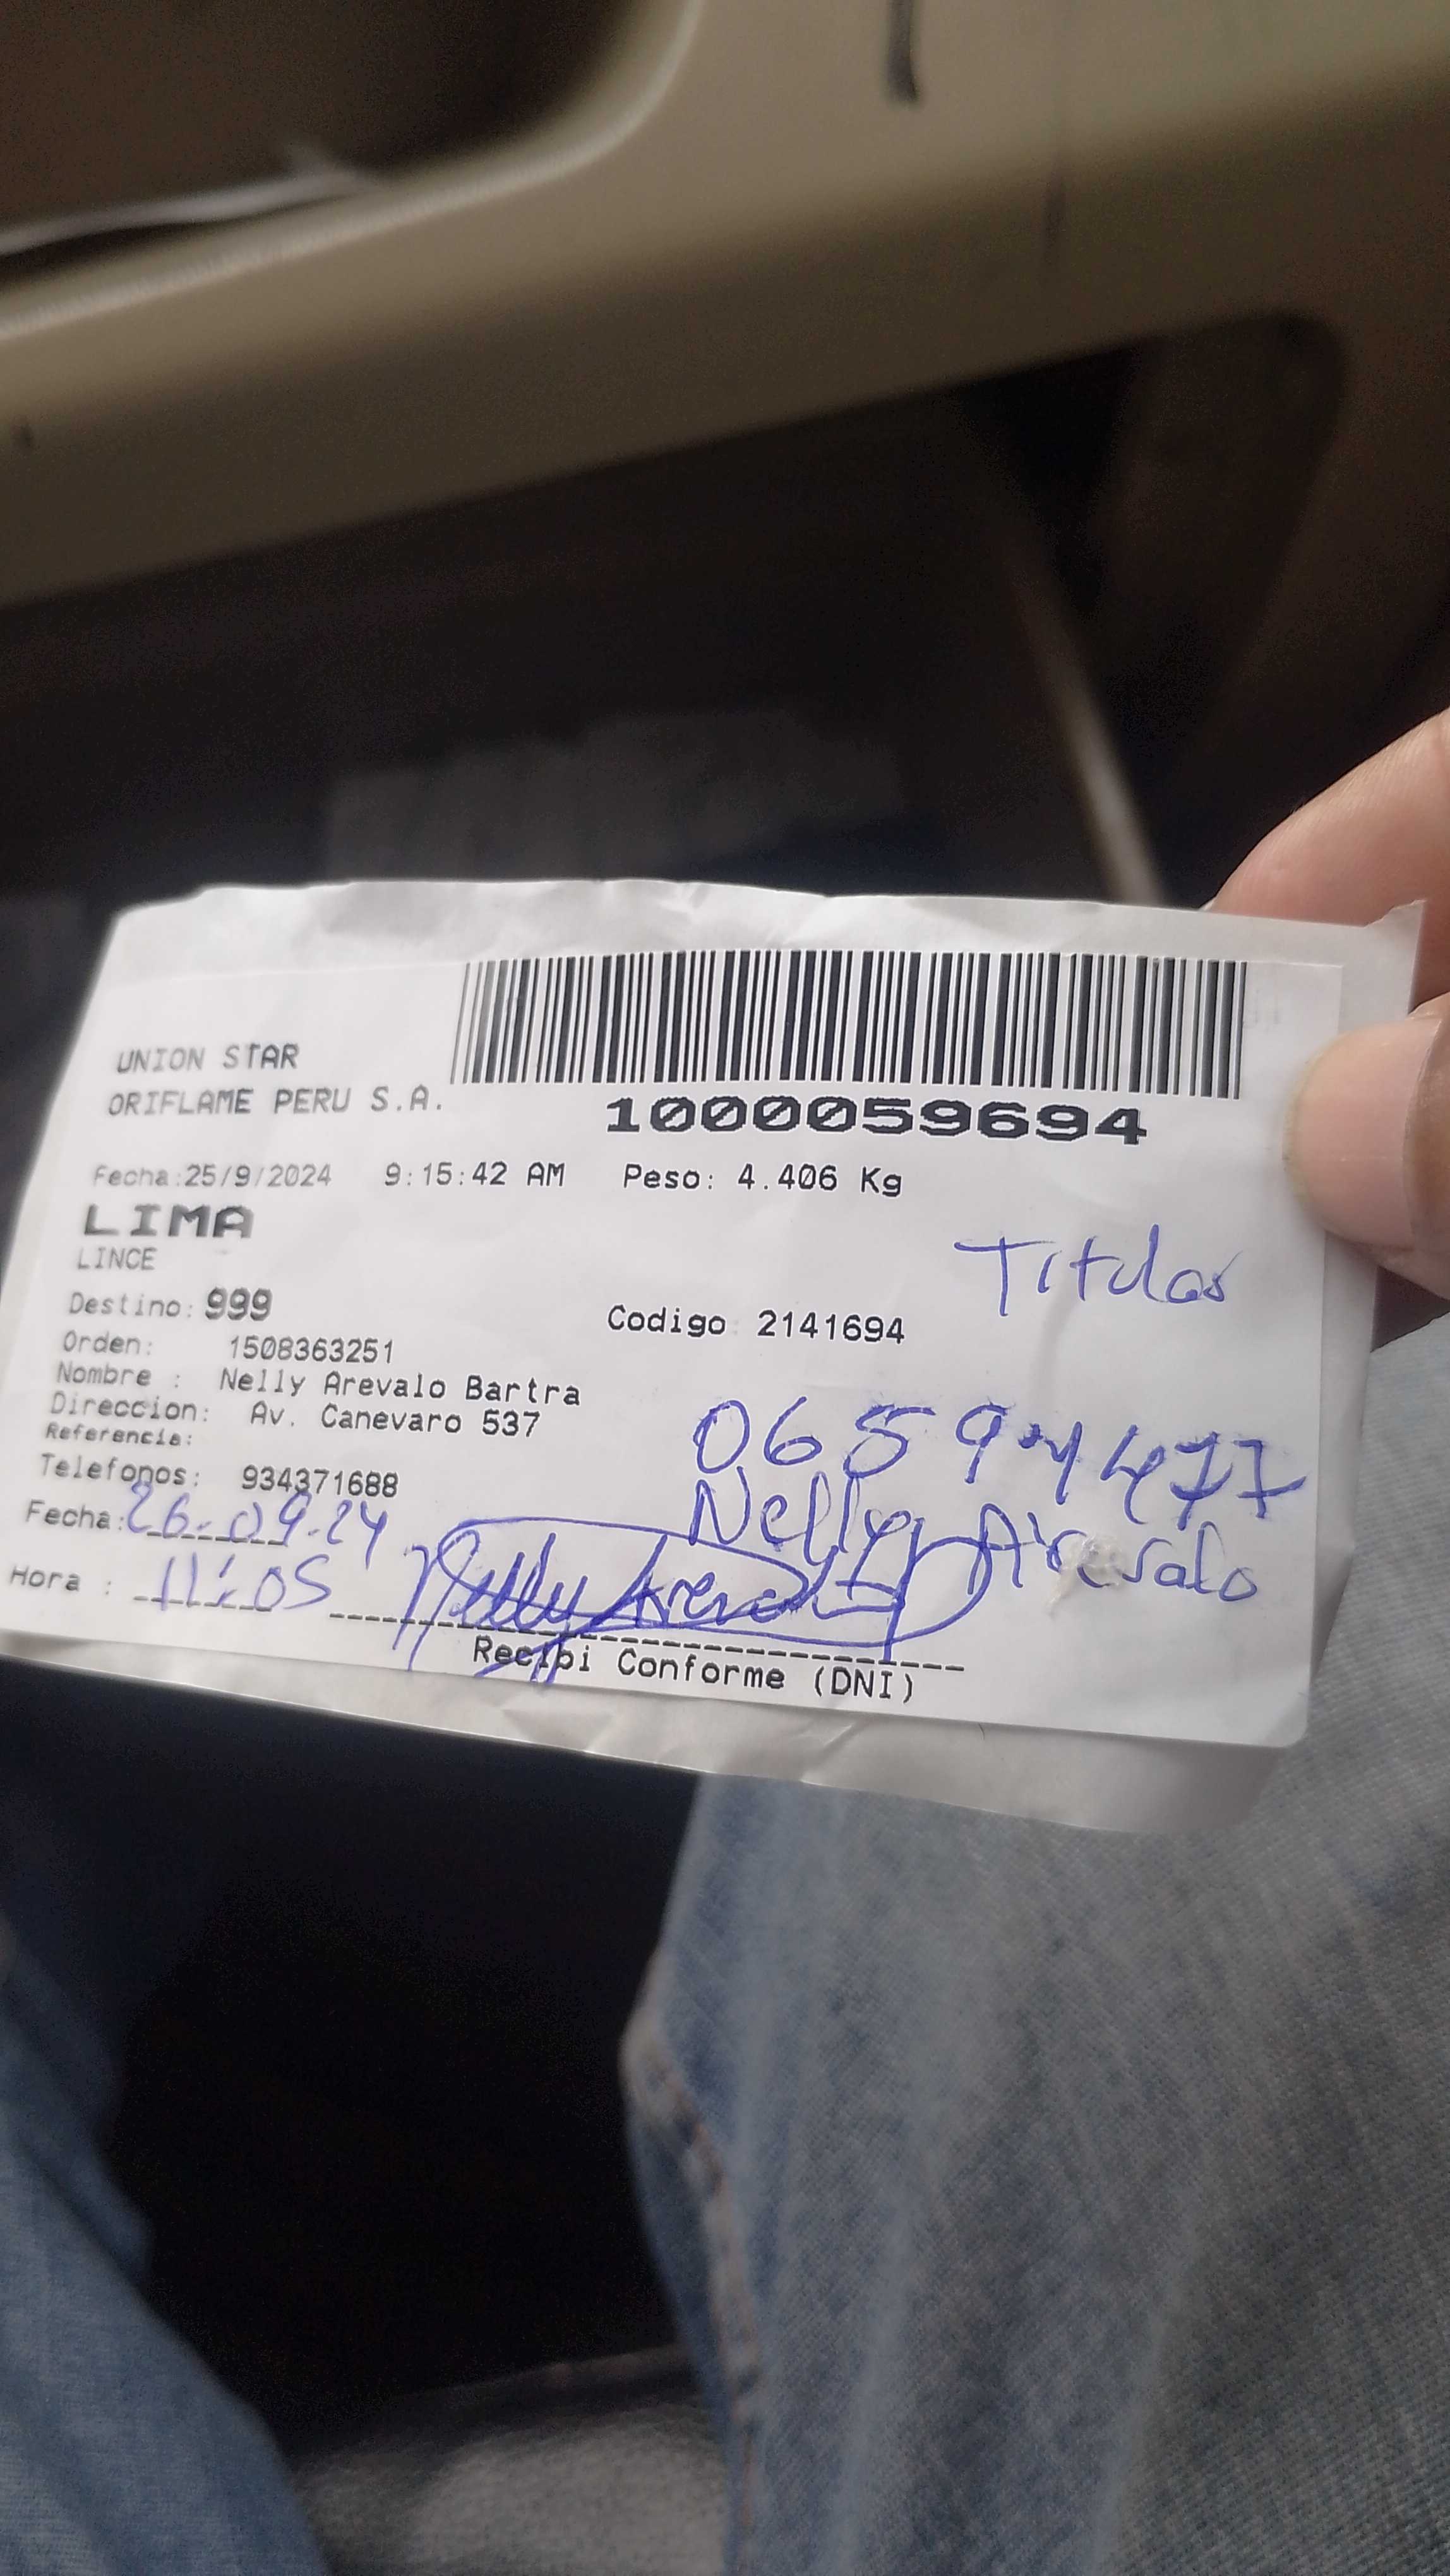 UNION STAR
ORIFLAME PERU S.A.
1000059694
Fecha:25/9/2024 9:15:42 AM Peso: 4.406 Kg
LIMA
LINCE
Titular
Destino: 999
Codigo: 2141694
Orden: 1508363251
Nombre : Nelly Arevalo Bartra
Direccion: Av. Canevaro 537
Referencia:
Telefonos: 934371688
Nelly Arevalo
Fecha: 26-09-24
Hora : 11:05
Nelly Arevalo
Recibi Conforme (DNI)